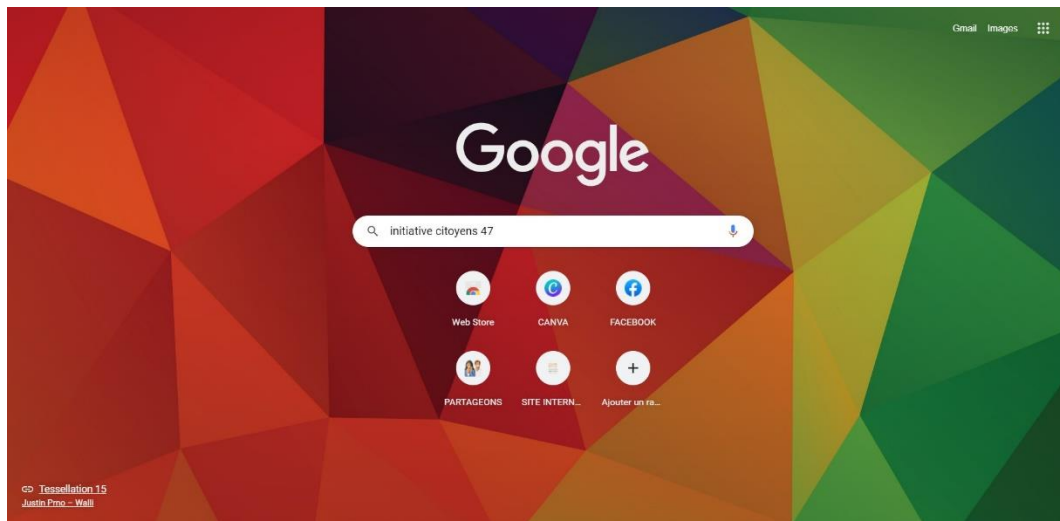 Gmail Images
Google
initiative citoyens 47
Web Store CANVA FACEBOOK
PARTAGEONS SITE INTERN... Ajouter un ra...
Tessellation 15
Justin Prno – Walli